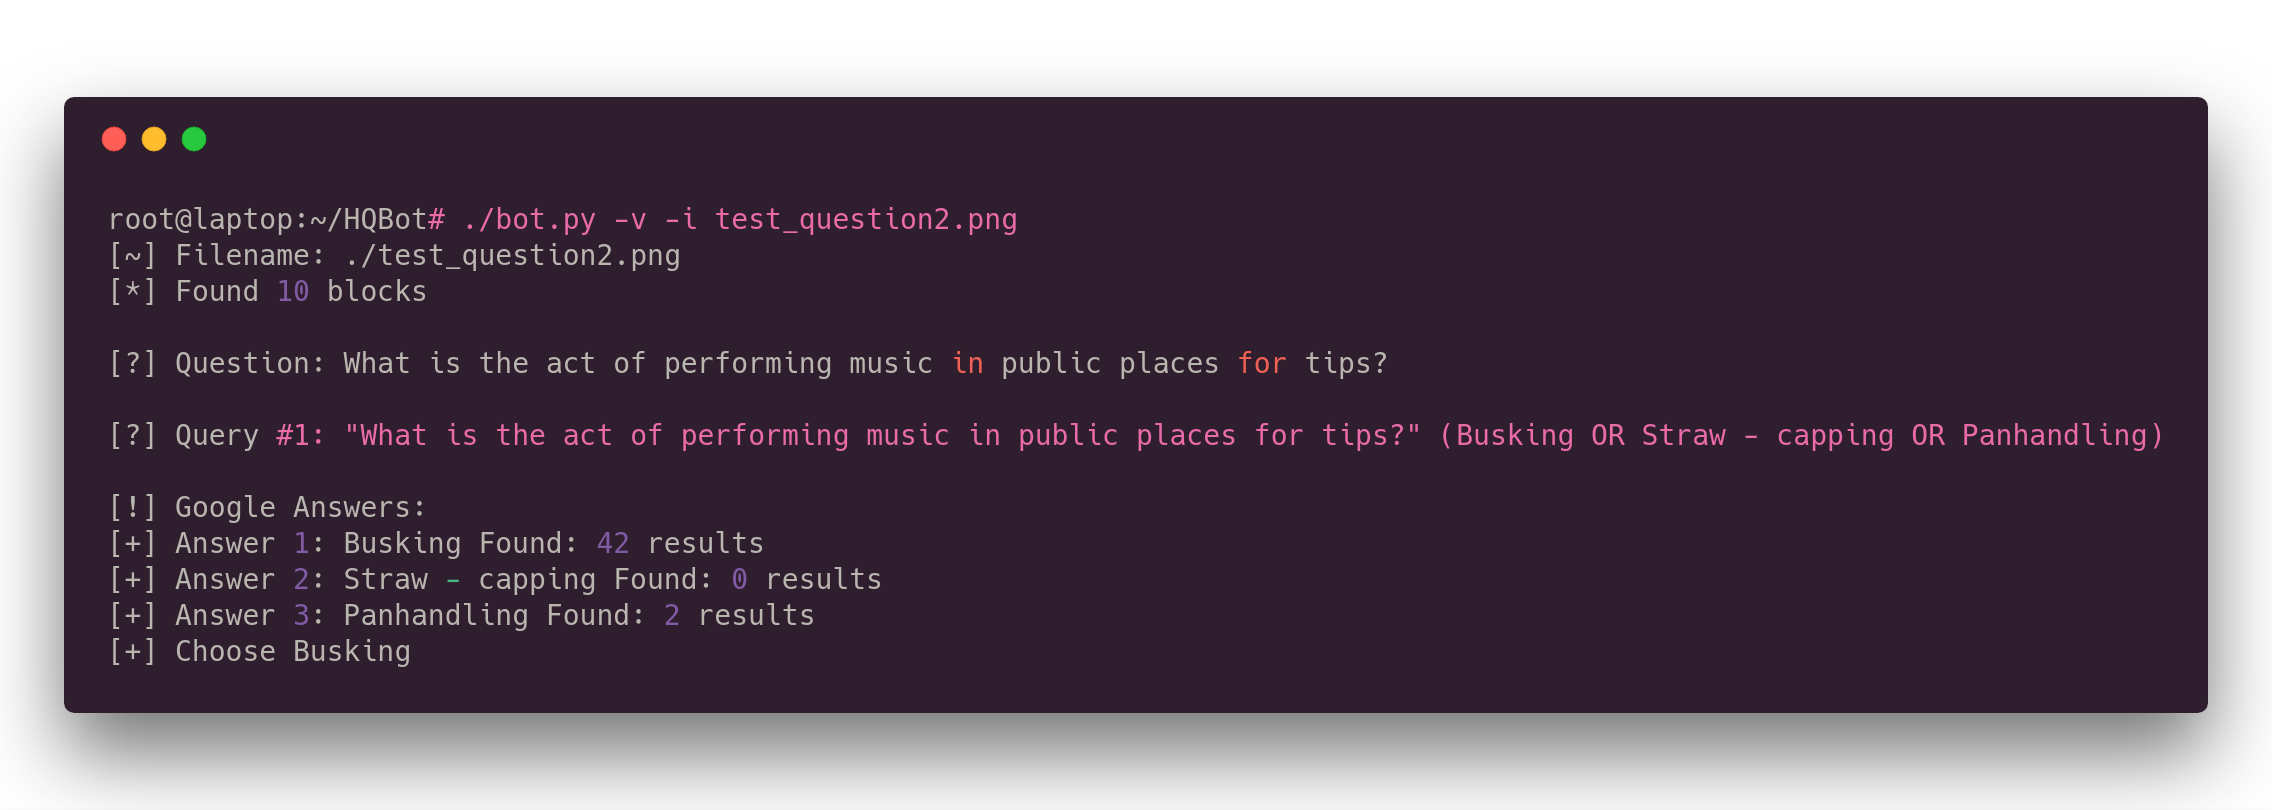 root@laptop:~/HQBot# ./bot.py -v -i test_question2.png
[~] Filename: ./test_question2.png
[*] Found 10 blocks
[?] Question: What is the act of performing music in public places for tips?
[?] Query #1: "What is the act of performing music in public places for tips?" (Busking OR Straw - capping OR Panhandling)
[!] Google Answers:
[+] Answer 1: Busking Found: 42 results
[+] Answer 2: Straw - capping Found: 0 results
[+] Answer 3: Panhandling Found: 2 results
[+] Choose Busking